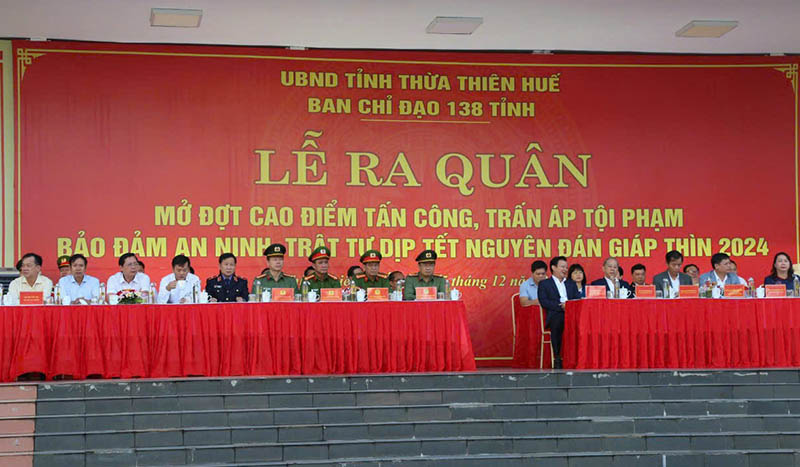 UBND TỈNH THỪA THIÊN HUẾ
BAN CHỈ ĐẠO 138 TỈNH
LỄ RA QUÂN
MỞ ĐỢT CAO ĐIỂM TẤN CÔNG, TRẤN ÁP TỘI PHẠM
BẢO ĐẢM AN NINH, TRẬT TỰ DỊP TẾT NGUYÊN ĐÁN GIÁP THÌN 2024
tháng 12